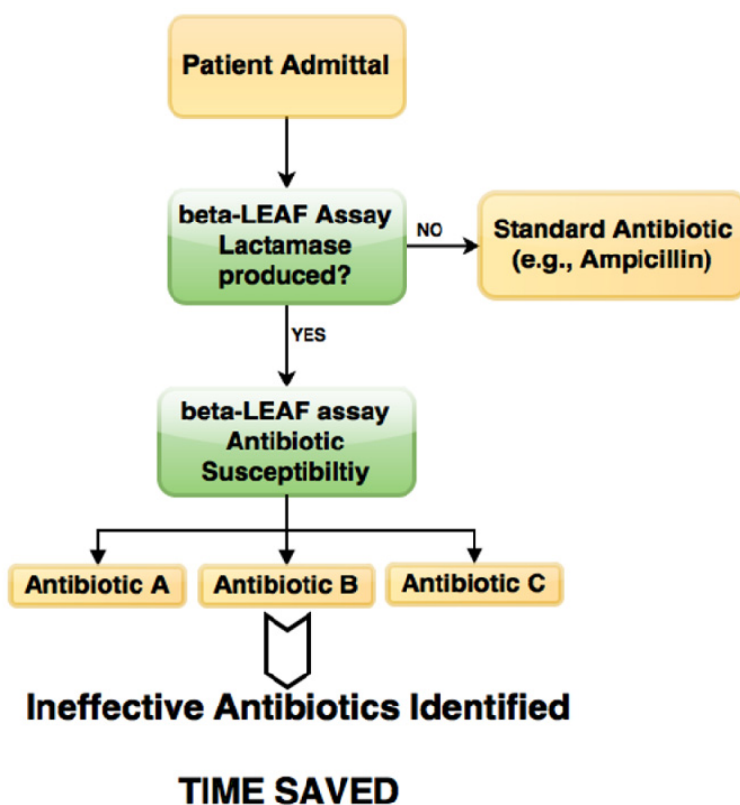 Patient Admittal
beta-LEAF Assay
Lactamase
produced?
NO
Standard Antibiotic
(e.g., Ampicillin)
YES
beta-LEAF assay
Antibiotic
Susceptibiltiy
Antibiotic A
Antibiotic B
Antibiotic C
Ineffective Antibiotics Identified
TIME SAVED